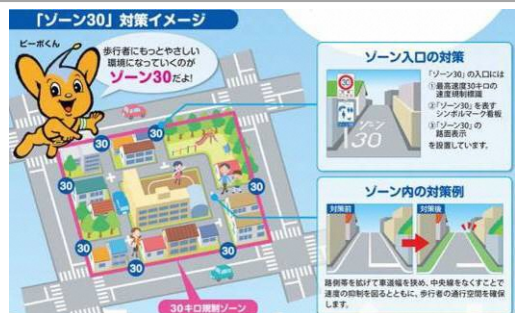 「ゾーン30」対策イメージ
ピーポくん
歩行者にもっとやさしい
環境になっていくのが
ゾーン30だよ!
30
30
30
30
30
30
30
30キロ規制ゾーン
ゾーン入口の対策
30
ゾーン
30
「ゾーン30」の入口には
①最高速度30キロの
速度規制標識
②「ゾーン30」を表す
シンボルマーク看板
③「ゾーン30」の
路面表示
を設置しています。
ゾーン内の対策例
対策前
対策後
路側帯を拡げて車道幅を狭め、中央線をなくすことで
速度の抑制を図るとともに、歩行者の通行空間を確保
します。